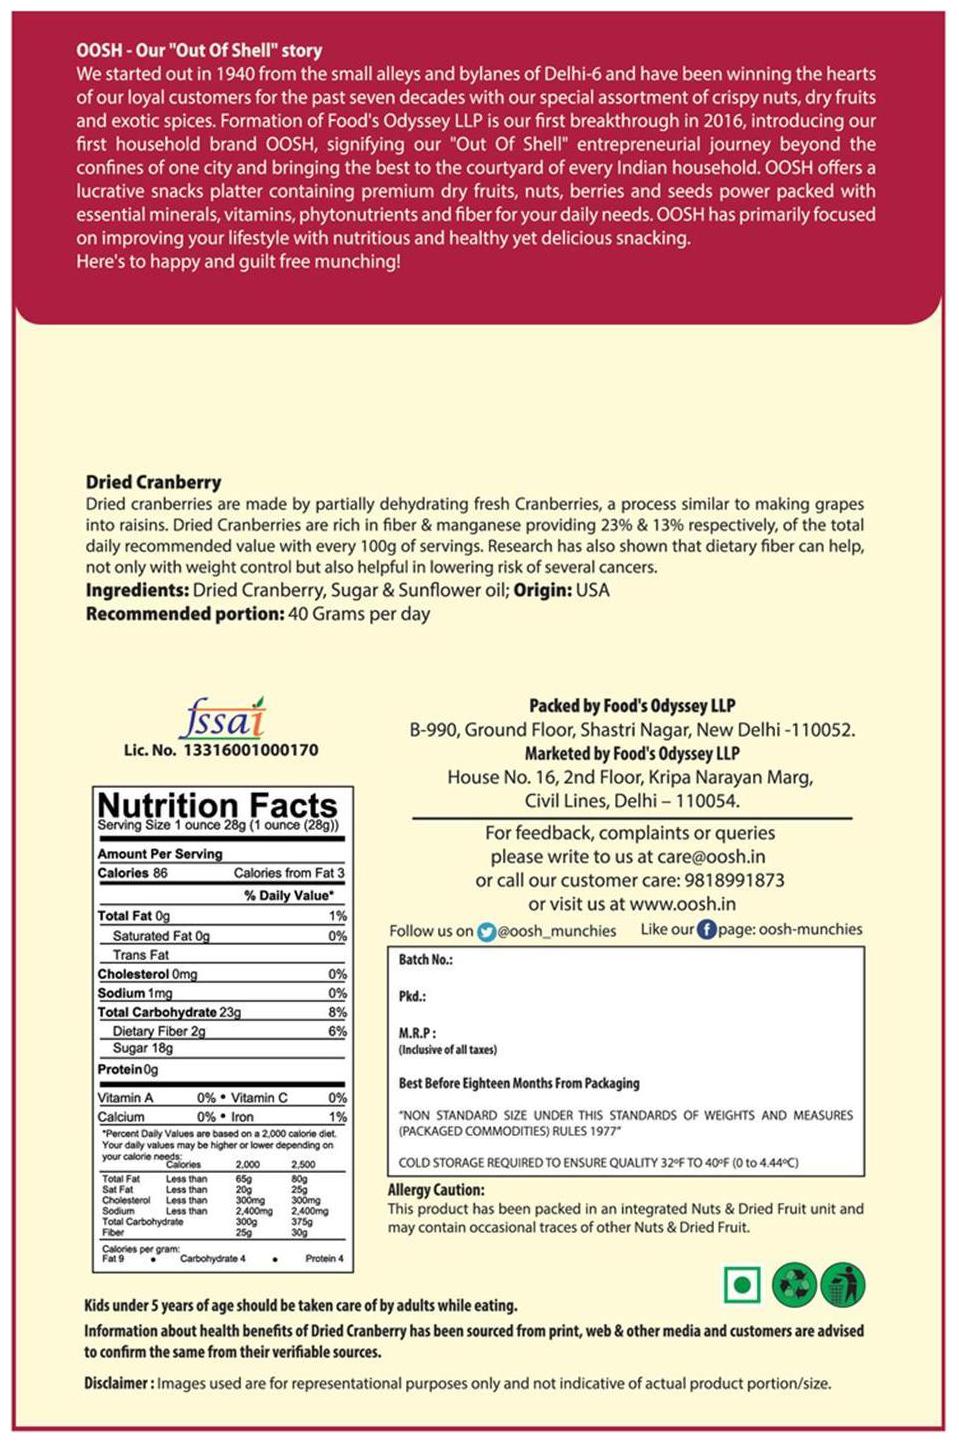 OOSH - Our "Out Of Shell" story
We started out in 1940 from the small alleys and bylanes of Delhi-6 and have been winning the hearts
of our loyal customers for the past seven decades with our special assortment of crispy nuts, dry fruits
and exotic spices. Formation of Food's Odyssey LLP is our first breakthrough in 2016, introducing our
first household brand OOSH, signifying our "Out Of Shell" entrepreneurial journey beyond the
confines of one city and bringing the best to the courtyard of every Indian household. OOSH offers a
lucrative snacks platter containing premium dry fruits, nuts, berries and seeds power packed with
essential minerals, vitamins, phytonutrients and fiber for your daily needs. OOSH has primarily focused
on improving your lifestyle with nutritious and healthy yet delicious snacking.
Here's to happy and guilt free munching!
Dried Cranberry
Dried cranberries are made by partially dehydrating fresh Cranberries, a process similar to making grapes
into raisins. Dried Cranberries are rich in fiber & manganese providing 23% & 13% respectively, of the total
daily recommended value with every 100g of servings. Research has also shown that dietary fiber can help,
not only with weight control but also helpful in lowering risk of several cancers.
Ingredients: Dried Cranberry, Sugar & Sunflower oil; Origin: USA
Recommended portion: 40 Grams per day
fssai
Lic. No. 13316001000170
Nutrition Facts
Serving Size 1 ounce 28g (1 ounce (28g))
Amount Per Serving
Calories 86 Calories from Fat 3
% Daily Value*
Total Fat 0g 1%
Saturated Fat 0g 0%
Trans Fat
Cholesterol 0mg 0%
Sodium 1mg 0%
Total Carbohydrate 23g 8%
Dietary Fiber 2g 6%
Sugar 18g
Protein 0g
Vitamin A 0% • Vitamin C 0%
Calcium 0% • Iron 1%
*Percent Daily Values are based on a 2,000 calorie diet.
Your daily values may be higher or lower depending on
your calorie needs:
Calories 2,000 2,500
Total Fat Less than 65g 80g
Sat Fat Less than 20g 25g
Cholesterol Less than 300mg 300mg
Sodium Less than 2,400mg 2,400mg
Total Carbohydrate 300g 375g
Fiber 25g 30g
Calories per gram:
Fat 9 • Carbohydrate 4 • Protein 4
Packed by Food's Odyssey LLP
B-990, Ground Floor, Shastri Nagar, New Delhi -110052.
Marketed by Food's Odyssey LLP
House No. 16, 2nd Floor, Kripa Narayan Marg,
Civil Lines, Delhi – 110054.
For feedback, complaints or queries
please write to us at care@oosh.in
or call our customer care: 9818991873
or visit us at www.oosh.in
Follow us on @oosh_munchies Like our f page: oosh-munchies
Batch No.:
Pkd.:
M.R.P :
(Inclusive of all taxes)
Best Before Eighteen Months From Packaging
"NON STANDARD SIZE UNDER THIS STANDARDS OF WEIGHTS AND MEASURES
(PACKAGED COMMODITIES) RULES 1977"
COLD STORAGE REQUIRED TO ENSURE QUALITY 32ºF TO 40ºF (0 to 4.44ºC)
Allergy Caution:
This product has been packed in an integrated Nuts & Dried Fruit unit and
may contain occasional traces of other Nuts & Dried Fruit.
Kids under 5 years of age should be taken care of by adults while eating.
Information about health benefits of Dried Cranberry has been sourced from print, web & other media and customers are advised
to confirm the same from their verifiable sources.
Disclaimer : Images used are for representational purposes only and not indicative of actual product portion/size.